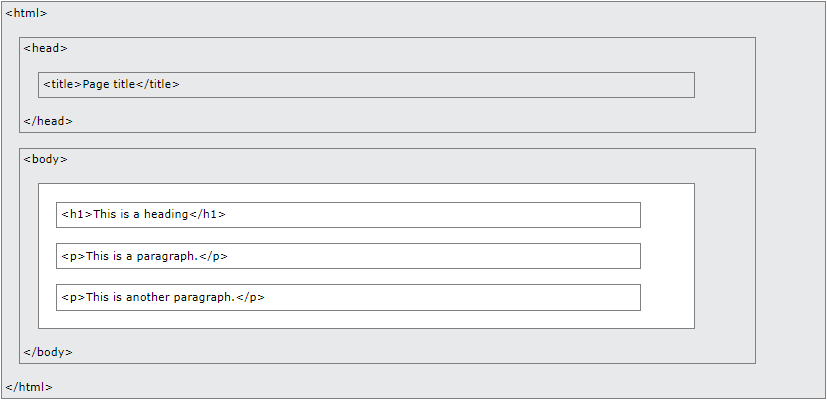 <html>
<head>
<title>Page title</title>
</head>
<body>
<h1>This is a heading</h1>
<p>This is a paragraph.</p>
<p>This is another paragraph.</p>
</body>
</html>